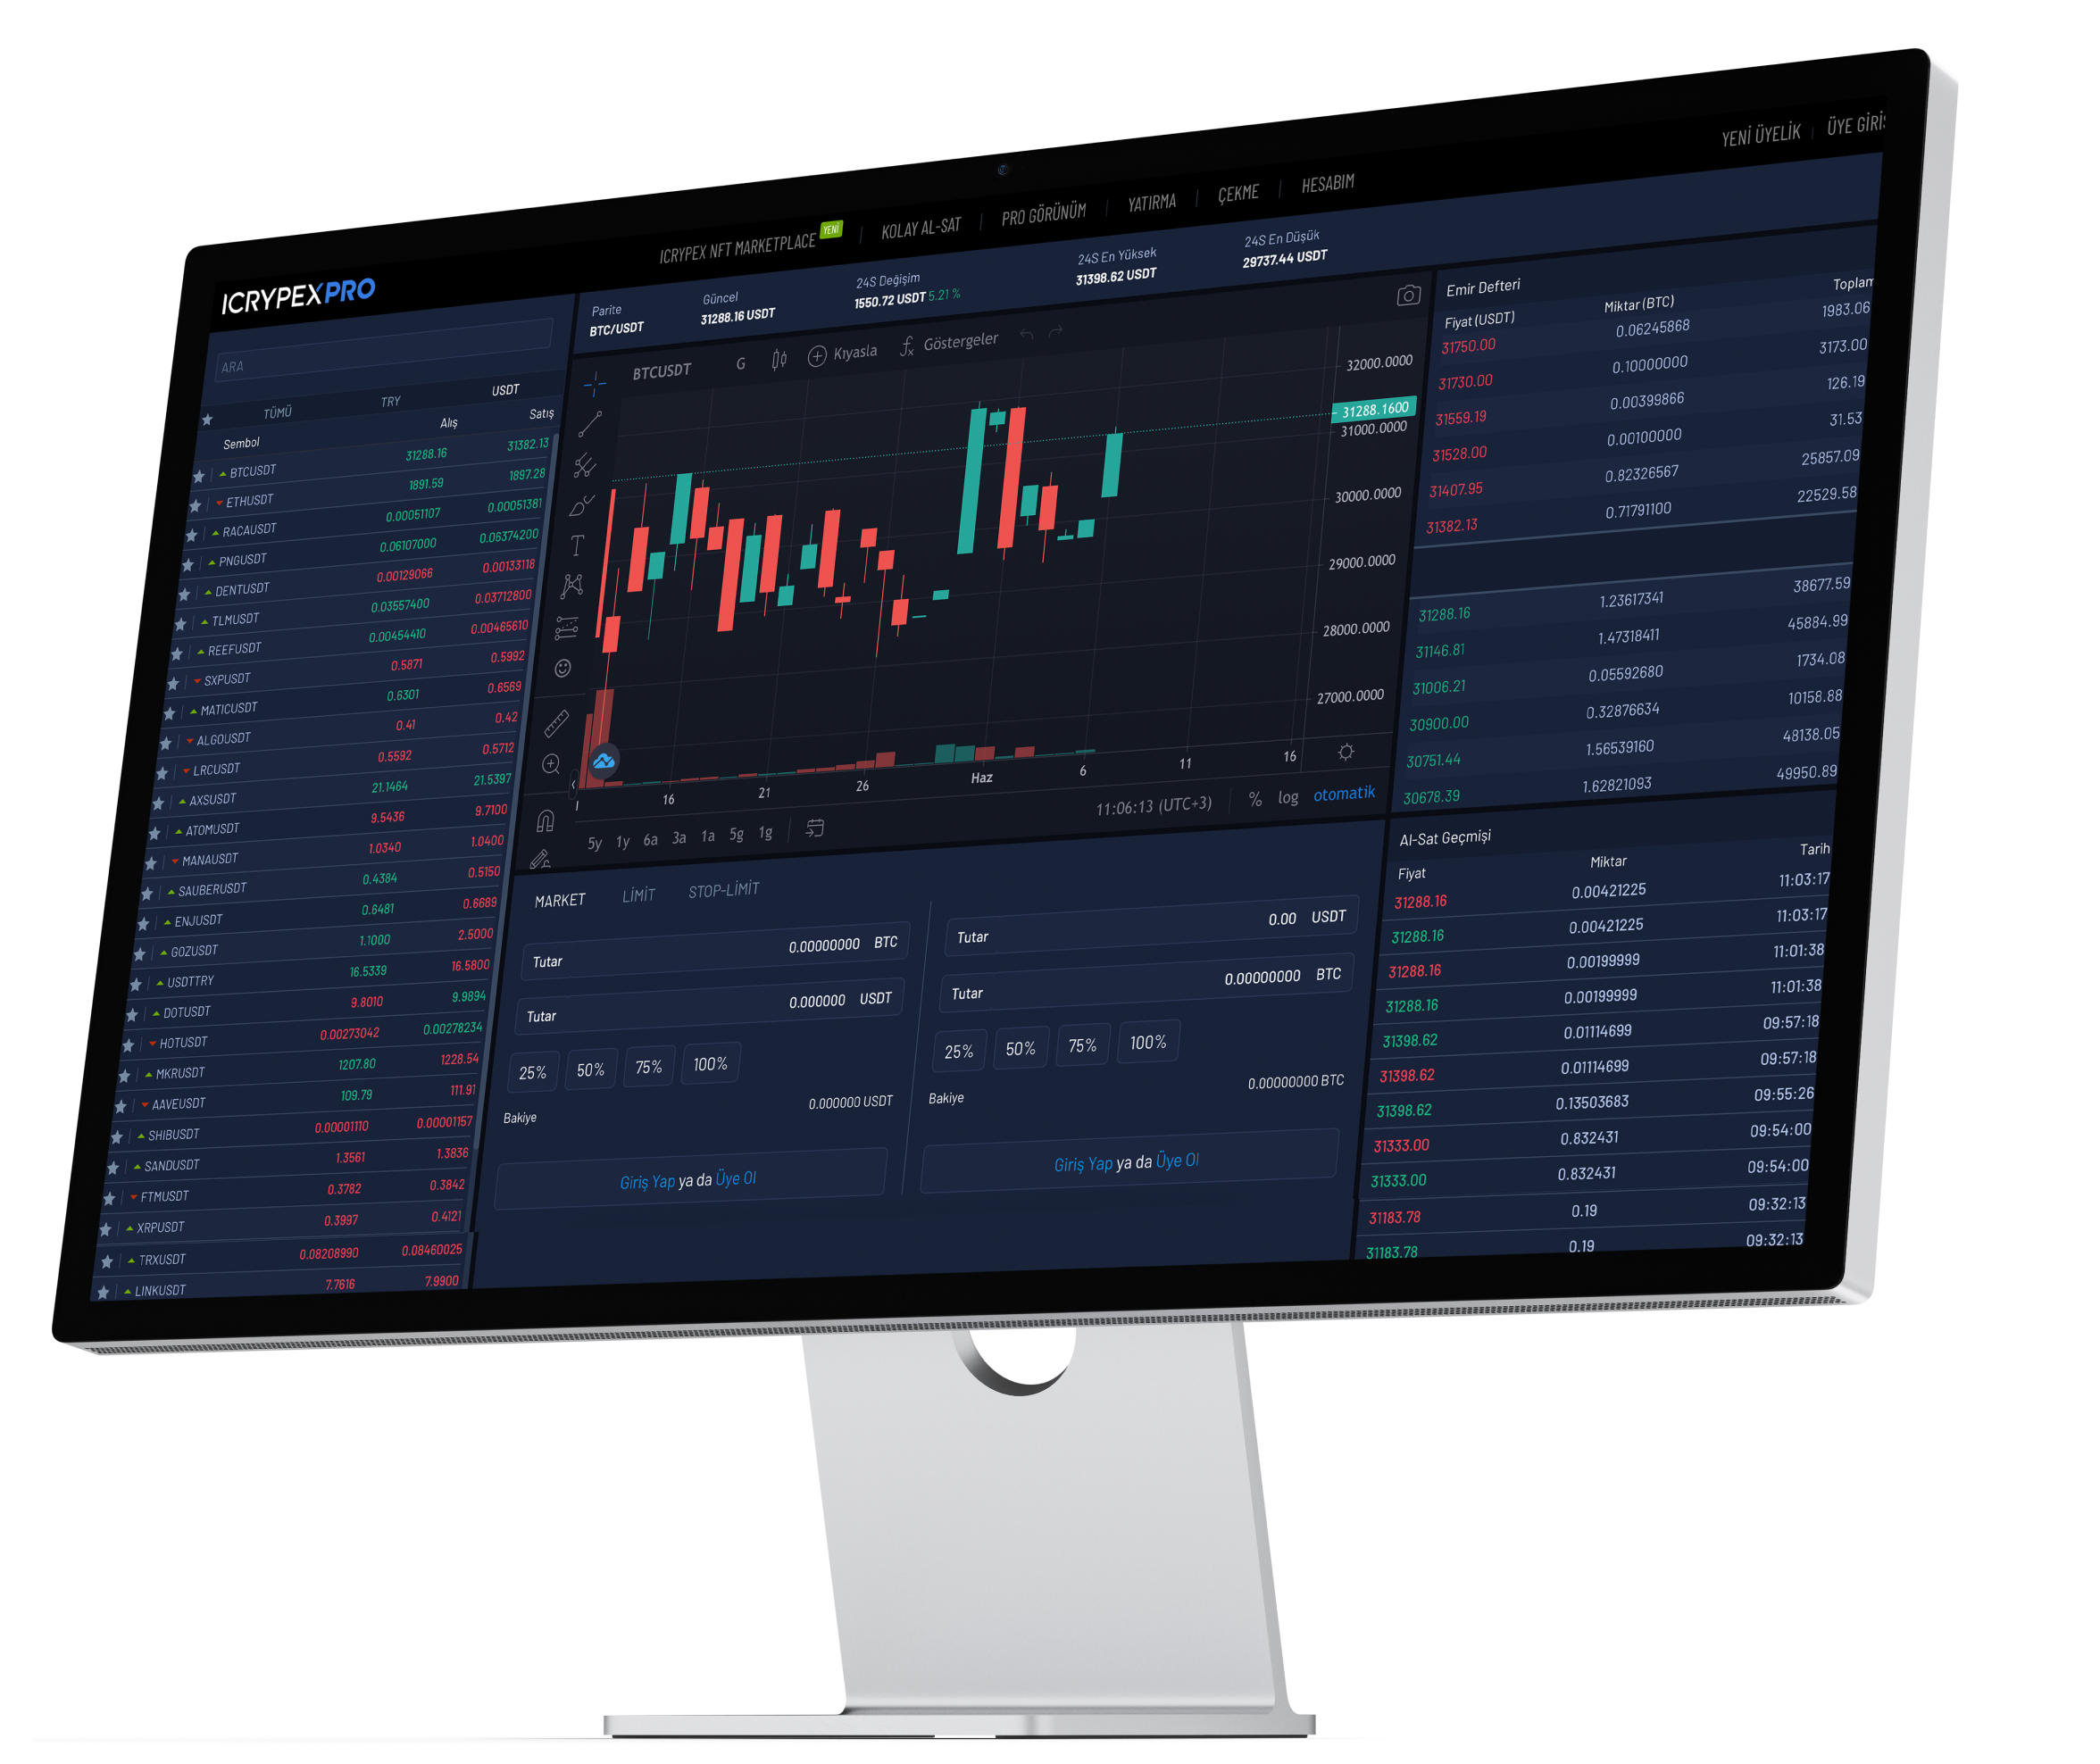 ICRYPEX PRO
ICRYPEX NFT MARKETPLACE YENİ | KOLAY AL-SAT | PRO GÖRÜNÜM | YATIRMA | ÇEKME | HESABIM
YENİ ÜYELİK | ÜYE GİRİŞ
Parite
BTC/USDT
Güncel
31288.16 USDT
24S Değişim
1550.72 USDT 5.21 %
24S En Yüksek
31398.62 USDT
24S En Düşük
29737.44 USDT
ARA
TÜMÜ TRY USDT
Sembol Alış Satış
BTCUSDT 31288.16 31382.13
ETHUSDT 1891.59 1897.28
RACAUSDT 0.00051107 0.00051381
PNGUSDT 0.06107000 0.06374200
DENTUSDT 0.00129066 0.00133118
TLMUSDT 0.03557400 0.03712800
REEFUSDT 0.00454410 0.00465610
SXPUSDT 0.5871 0.5992
MATICUSDT 0.6301 0.6569
ALGOUSDT 0.41 0.42
LRCUSDT 0.5592 0.5712
AXSUSDT 21.1464 21.5397
ATOMUSDT 9.5436 9.7100
MANAUSDT 1.0340 1.0400
SAUBERUSDT 0.4384 0.5150
ENJUSDT 0.6481 0.6689
GOZUSDT 1.1000 2.5000
USDTTRY 16.5339 16.5800
DOTUSDT 9.8010 9.9894
HOTUSDT 0.00273042 0.00278234
MKRUSDT 1207.80 1228.54
AAVEUSDT 109.79 111.91
SHIBUSDT 0.00001110 0.00001157
SANDUSDT 1.3561 1.3836
FTMUSDT 0.3782 0.3842
XRPUSDT 0.3997 0.4121
TRXUSDT 0.08208990 0.08460025
LINKUSDT 7.7616 7.9900
BTCUSDT G Kıyasla Göstergeler
32000.0000
31288.1600
31000.0000
30000.0000
29000.0000
28000.0000
27000.0000
16 21 26 Haz 6 11 16
5y 1y 6a 3a 1a 5g 1g
11:06:13 (UTC+3) % log otomatik
MARKET LİMİT STOP-LİMİT
Tutar 0.00000000 BTC
Tutar 0.000000 USDT
25% 50% 75% 100%
Bakiye 0.000000 USDT
Giriş Yap ya da Üye Ol
Tutar 0.00 USDT
Tutar 0.00000000 BTC
25% 50% 75% 100%
Bakiye 0.00000000 BTC
Giriş Yap ya da Üye Ol
Emir Defteri
Fiyat (USDT) Miktar (BTC) Toplam
31750.00 0.06245868 1983.06
31730.00 0.10000000 3173.00
31559.19 0.00399866 126.19
31528.00 0.00100000 31.53
31407.95 0.82326567 25857.09
31382.13 0.71791100 22529.58
31288.16 1.23617341 38677.59
31146.81 1.47318411 45884.99
31006.21 0.05592680 1734.08
30900.00 0.32876634 10158.88
30751.44 1.56539160 48138.05
30678.39 1.62821093 49950.89
Al-Sat Geçmişi
Fiyat Miktar Tarih
31288.16 0.00421225 11:03:17
31288.16 0.00421225 11:03:17
31288.16 0.00199999 11:01:38
31288.16 0.00199999 11:01:38
31398.62 0.01114699 09:57:18
31398.62 0.01114699 09:57:18
31398.62 0.13503683 09:55:26
31333.00 0.832431 09:54:00
31333.00 0.832431 09:54:00
31183.78 0.19 09:32:13
31183.78 0.19 09:32:13